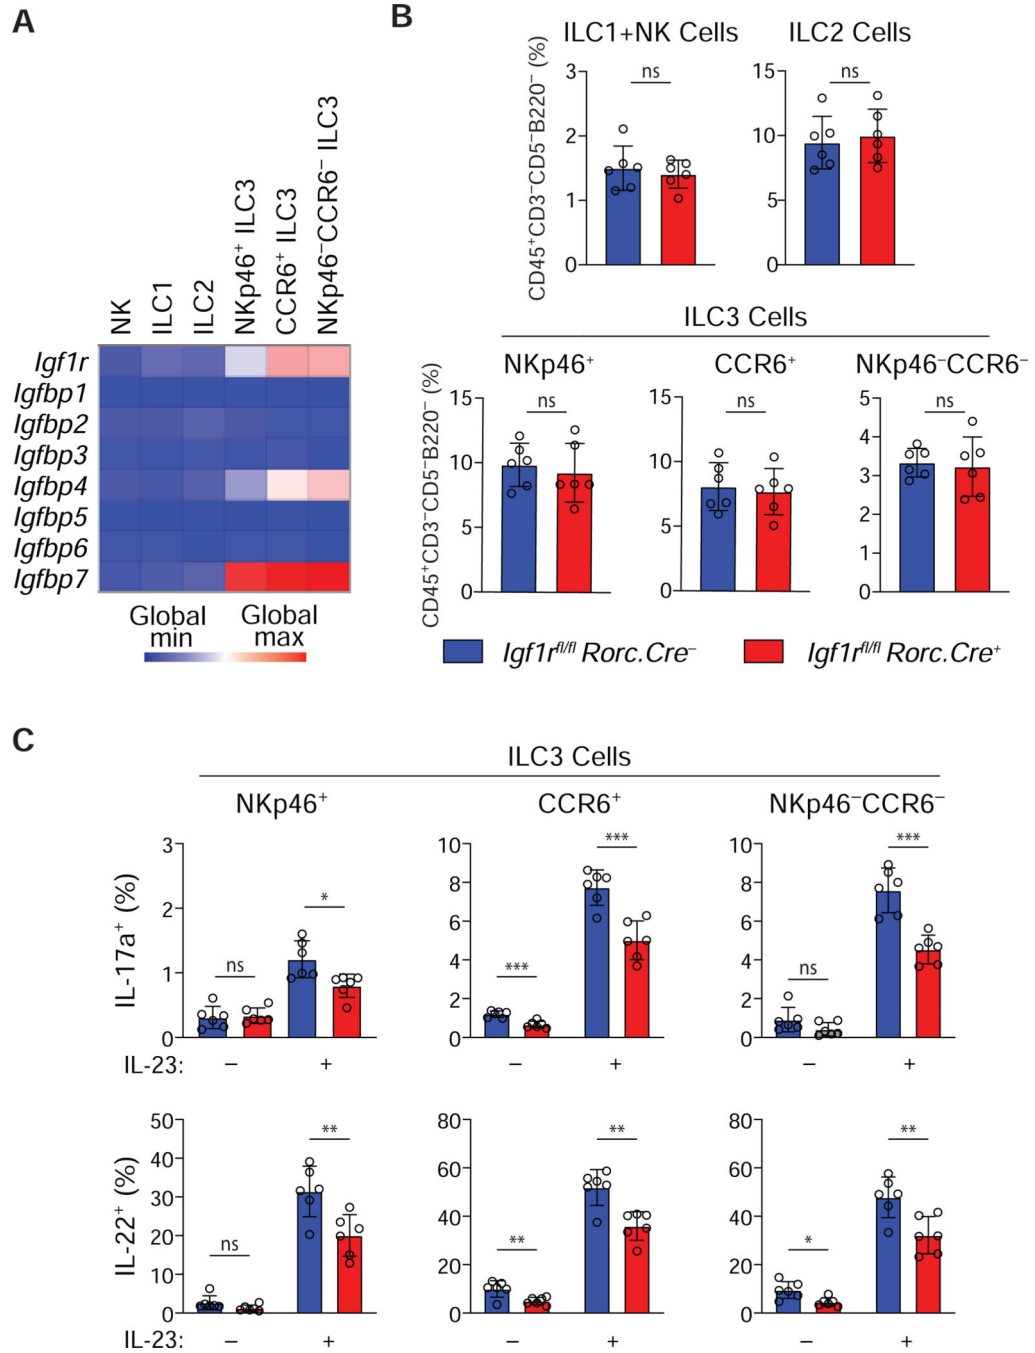 A
NK
ILC1
ILC2
NKp46⁺ ILC3
CCR6⁺ ILC3
NKp46⁻CCR6⁻ ILC3
Igf1r
Igfbp1
Igfbp2
Igfbp3
Igfbp4
Igfbp5
Igfbp6
Igfbp7
Global min
Global max
B
ILC1+NK Cells
ILC2 Cells
CD45⁺CD3⁻CD5⁻B220⁻ (%)
3
2
1
0
ns
15
10
5
0
ns
ILC3 Cells
NKp46⁺
CCR6⁺
NKp46⁻CCR6⁻
CD45⁺CD3⁻CD5⁻B220⁻ (%)
15
10
5
0
ns
15
10
5
0
ns
5
4
3
2
1
0
ns
Igf1rᶠˡ/ᶠˡ Rorc.Cre⁻
Igf1rᶠˡ/ᶠˡ Rorc.Cre⁺
C
ILC3 Cells
NKp46⁺
CCR6⁺
NKp46⁻CCR6⁻
IL-17a⁺ (%)
3
2
1
0
ns
*
10
8
6
4
2
0
***
***
10
8
6
4
2
0
ns
***
IL-23: – + – + – +
IL-22⁺ (%)
50
40
30
20
10
0
ns
**
80
60
40
20
0
**
**
80
60
40
20
0
*
**
IL-23: – + – + – +